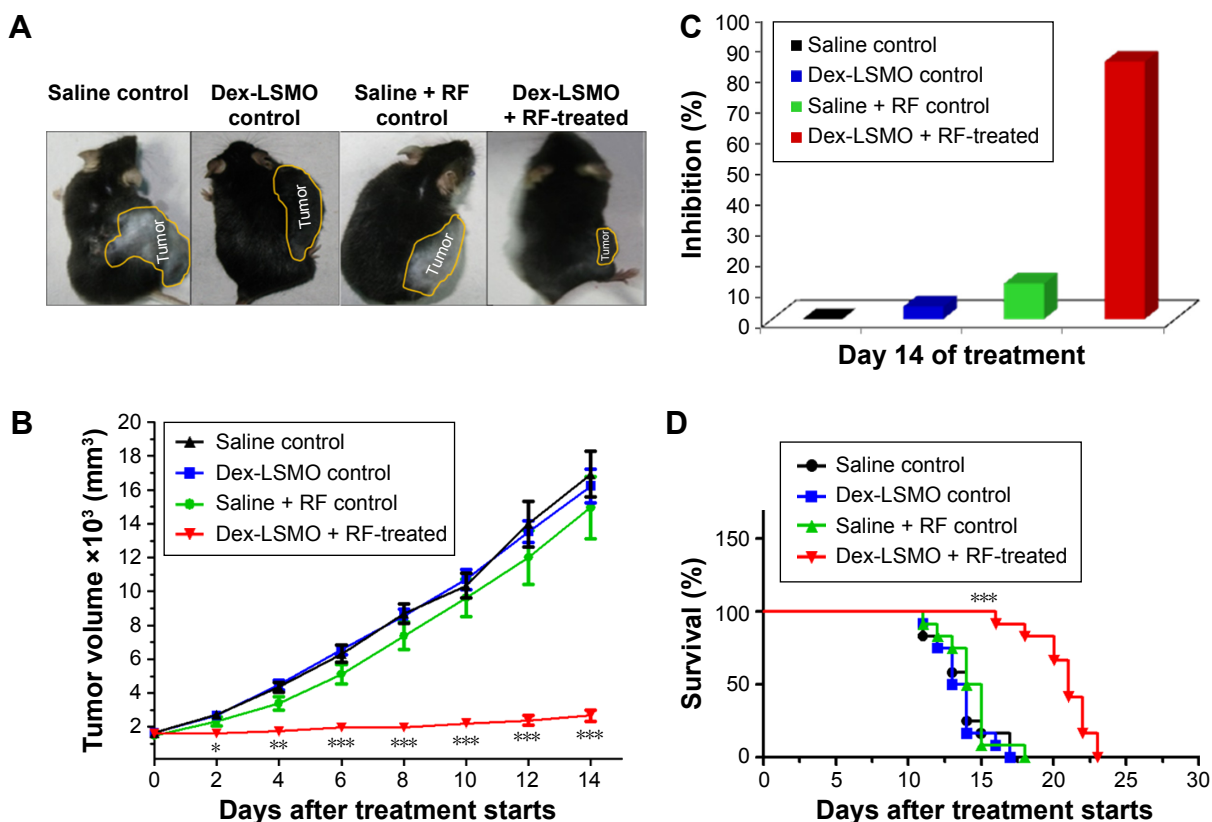 A
Saline control
Dex-LSMO
control
Saline + RF
control
Dex-LSMO
+ RF-treated
Tumor
Tumor
Tumor
Tumor
C
100
90
80
70
60
50
40
30
20
10
0
Inhibition (%)
Saline control
Dex-LSMO control
Saline + RF control
Dex-LSMO + RF-treated
Day 14 of treatment
B
Tumor volume ×10³ (mm³)
20
18
16
14
12
10
8
6
4
2
Saline control
Dex-LSMO control
Saline + RF control
Dex-LSMO + RF-treated
* ** *** *** *** *** ***
0 2 4 6 8 10 12 14
Days after treatment starts
D
Survival (%)
150
100
50
0
Saline control
Dex-LSMO control
Saline + RF control
Dex-LSMO + RF-treated
***
0 5 10 15 20 25 30
Days after treatment starts